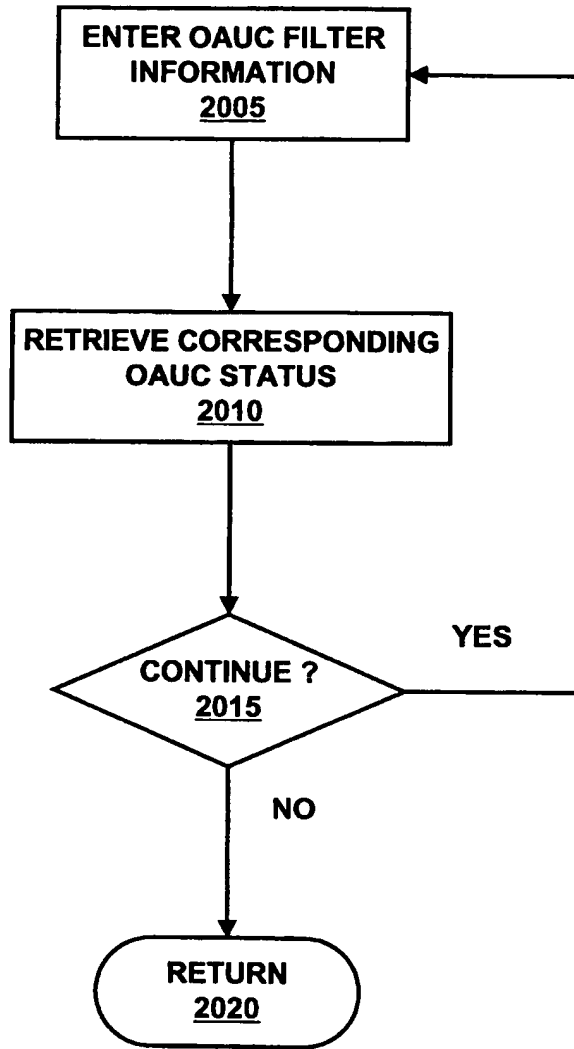 ENTER OAUC FILTER
INFORMATION
2005
RETRIEVE CORRESPONDING
OAUC STATUS
2010
YES
CONTINUE ?
2015
NO
RETURN
2020